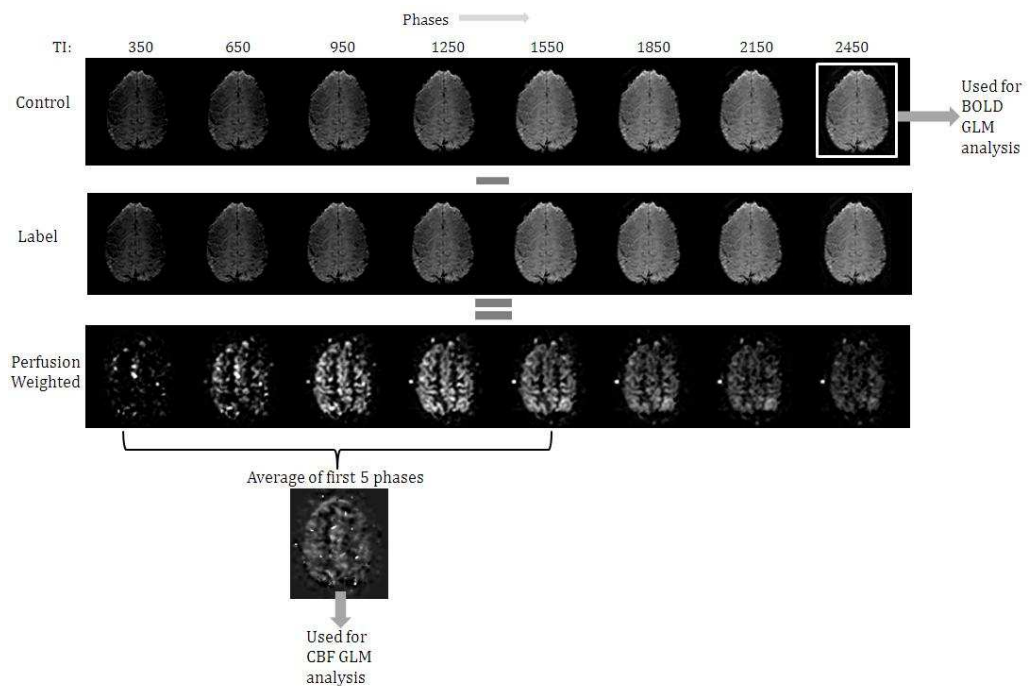 Phases
TI: 350 650 950 1250 1550 1850 2150 2450
Control
Used for
BOLD
GLM
analysis
Label
Perfusion
Weighted
Average of first 5 phases
Used for
CBF GLM
analysis